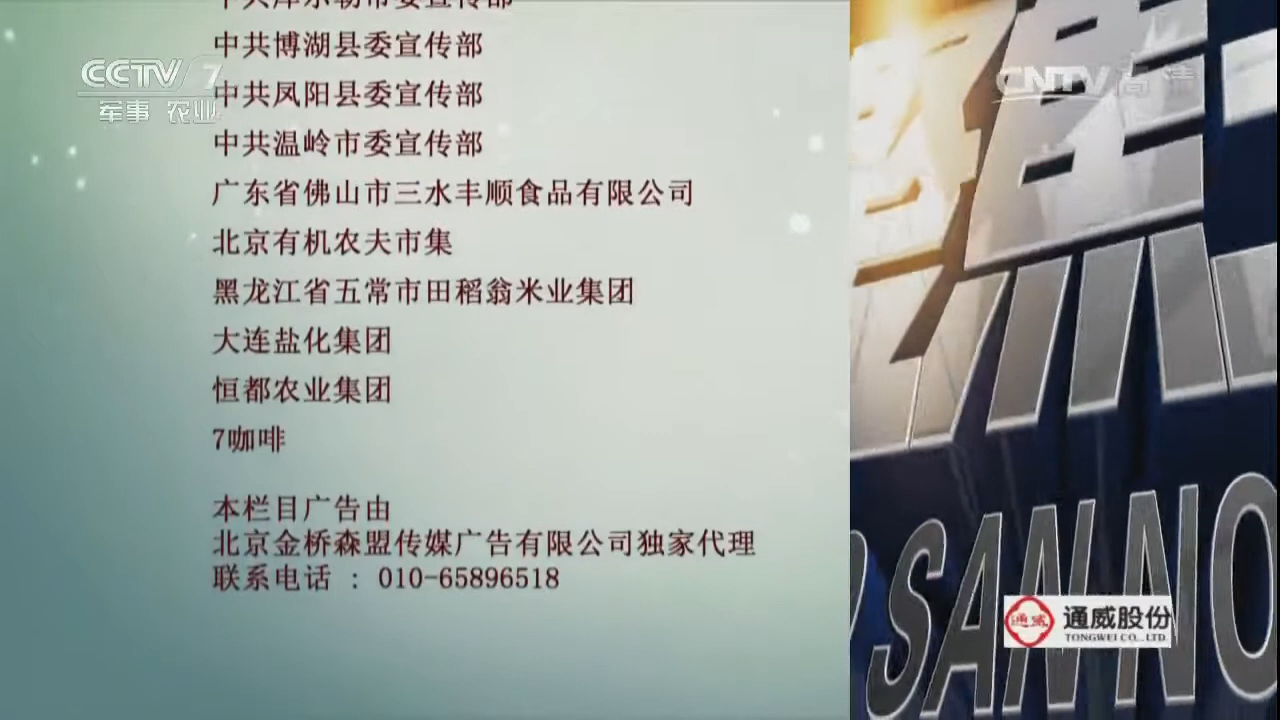 中共博湖县委宣传部
CCTV 7
军事 农业
中共凤阳县委宣传部
中共温岭市委宣传部
广东省佛山市三水丰顺食品有限公司
北京有机农夫市集
黑龙江省五常市田稻翁米业集团
大连盐化集团
恒都农业集团
7咖啡
本栏目广告由
北京金桥森盟传媒广告有限公司独家代理
联系电话 : 010-65896518
CNTV 高清
SAN NO
通威
通威股份
TONGWEI CO., LTD.